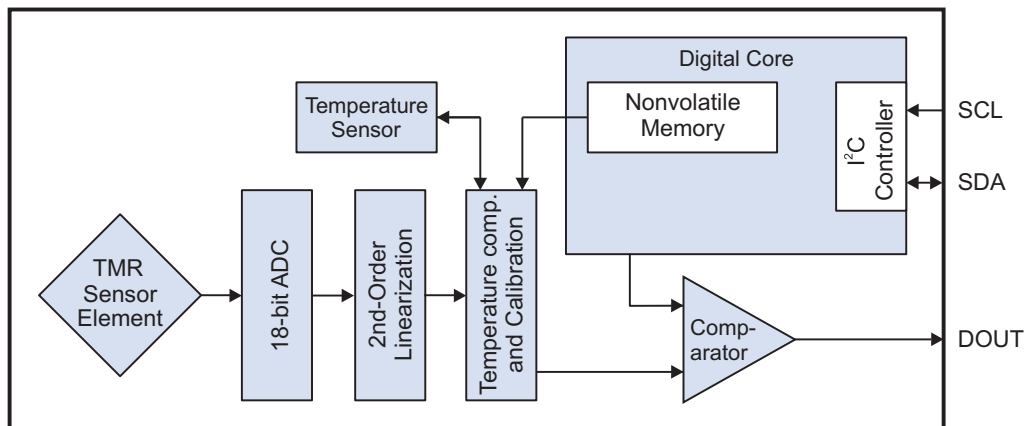 Digital Core
Nonvolatile
Memory
I²C
Controller
SCL
SDA
Temperature
Sensor
TMR
Sensor
Element
18-bit ADC
2nd-Order
Linearization
Temperature comp.
and Calibration
Comp-
arator
DOUT